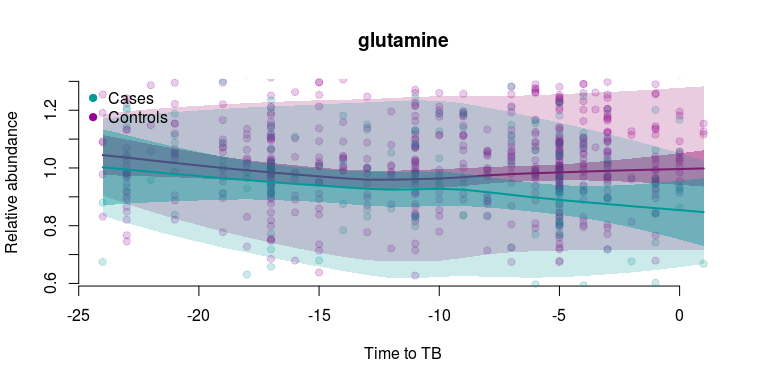 glutamine
Cases
Controls
Relative abundance
1.2
1.0
0.8
0.6
-25 -20 -15 -10 -5 0
Time to TB